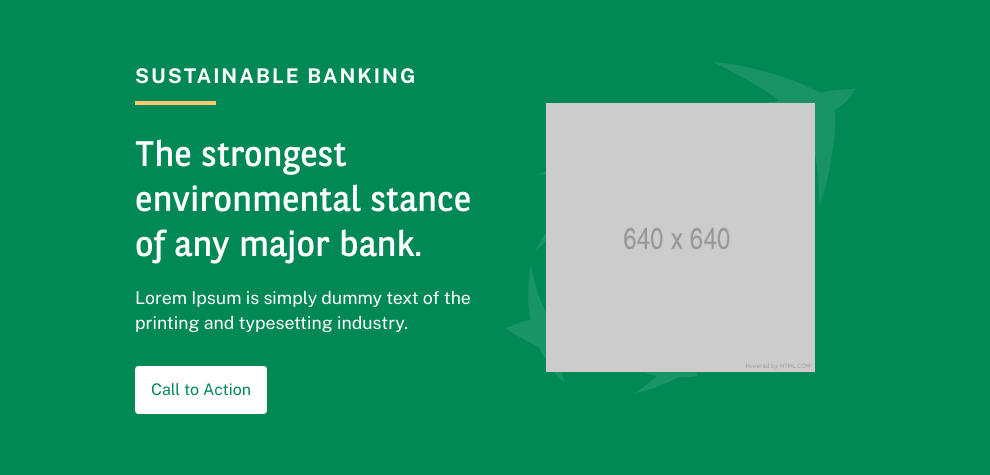 SUSTAINABLE BANKING
The strongest
environmental stance
of any major bank.
Lorem Ipsum is simply dummy text of the
printing and typesetting industry.
Call to Action
640 x 640
Powered by HTML.COM